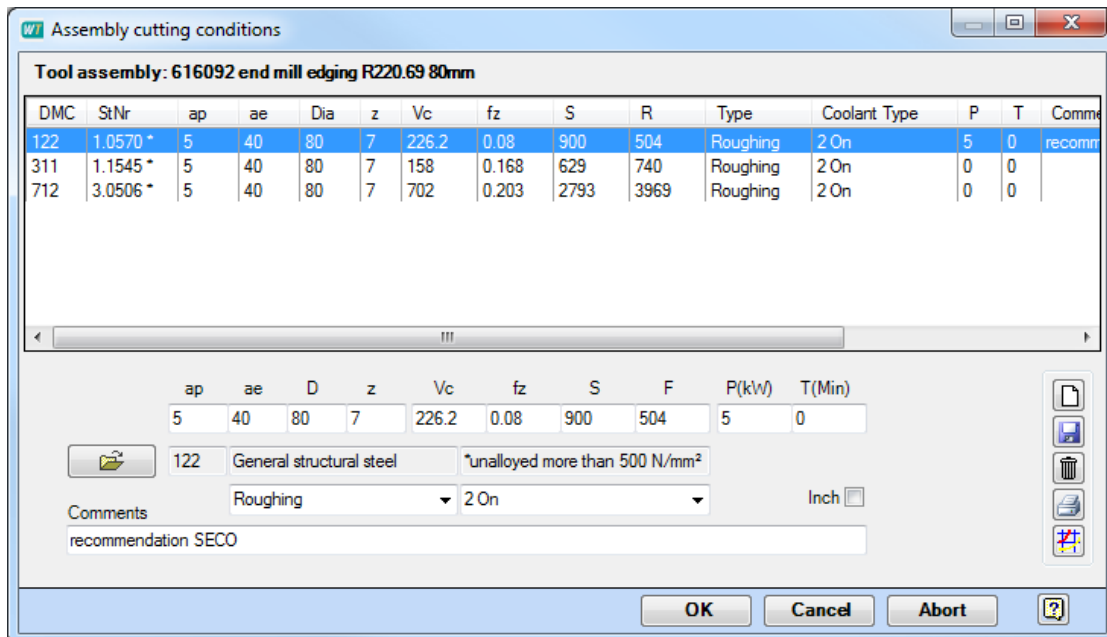 WT Assembly cutting conditions
Tool assembly: 616092 end mill edging R220.69 80mm
DMC StNr ap ae Dia z Vc fz S R Type Coolant Type P T Comme
122 1.0570 * 5 40 80 7 226.2 0.08 900 504 Roughing 2 On 5 0 recomm
311 1.1545 * 5 40 80 7 158 0.168 629 740 Roughing 2 On 0 0
712 3.0506 * 5 40 80 7 702 0.203 2793 3969 Roughing 2 On 0 0
ap ae D z Vc fz S F P(kW) T(Min)
5 40 80 7 226.2 0.08 900 504 5 0
122 General structural steel *unalloyed more than 500 N/mm²
Roughing 2 On Inch
Comments
recommendation SECO
OK Cancel Abort